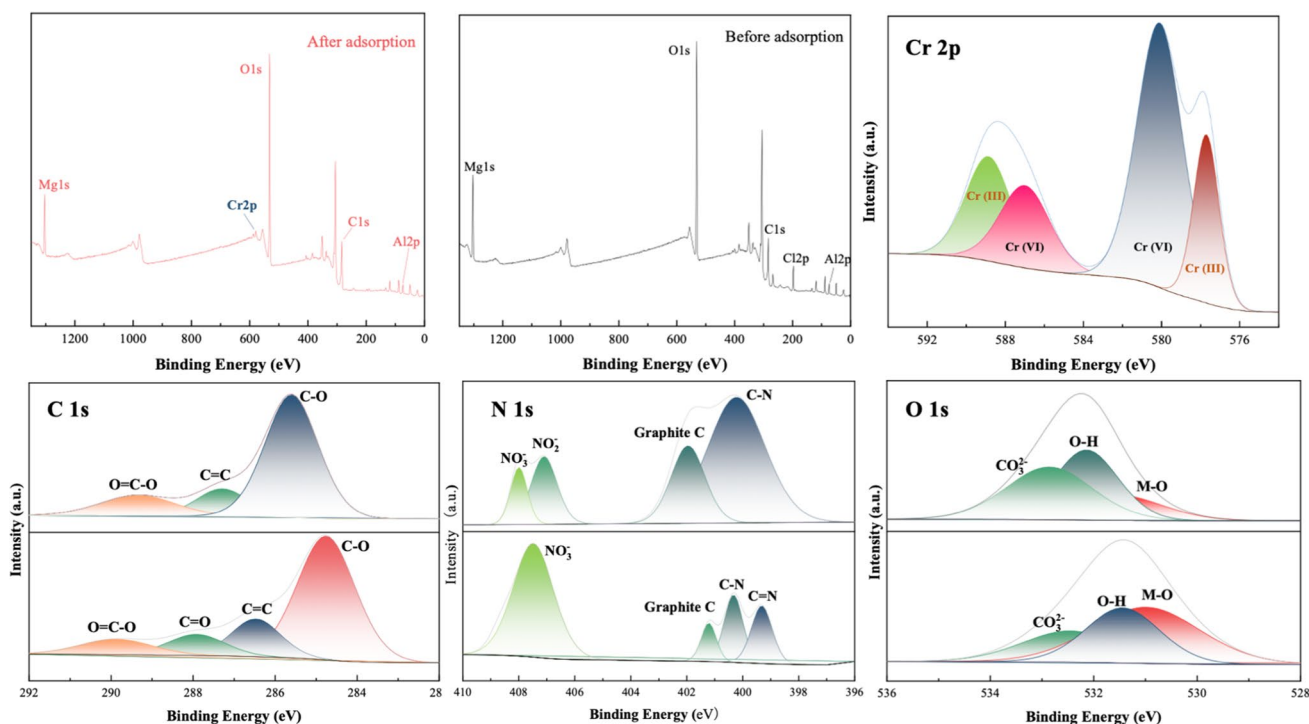 After adsorption
O1s
Mg1s
Cr2p
C1s
Al2p
1200 1000 800 600 400 200 0
Binding Energy (eV)
Before adsorption
O1s
Mg1s
C1s
Cl2p
Al2p
1200 1000 800 600 400 200 0
Binding Energy (eV)
Cr 2p
Intensity (a.u.)
Cr (III)
Cr (VI)
Cr (VI)
Cr (III)
592 588 584 580 576
Binding Energy (eV)
C 1s
Intensity (a.u.)
C-O
C=C
O=C-O
C-O
C=C
C=O
O=C-O
292 290 288 286 284 28
Binding Energy (eV)
N 1s
Intensity (a.u.)
C-N
Graphite C
NO₂⁻
NO₃⁻
NO₃⁻
C-N
C=N
Graphite C
410 408 406 404 402 400 398 396
Binding Energy (eV)
O 1s
Intensity (a.u.)
O-H
CO₃²⁻
M-O
O-H
M-O
CO₃²⁻
536 534 532 530 528
Binding Energy (eV)